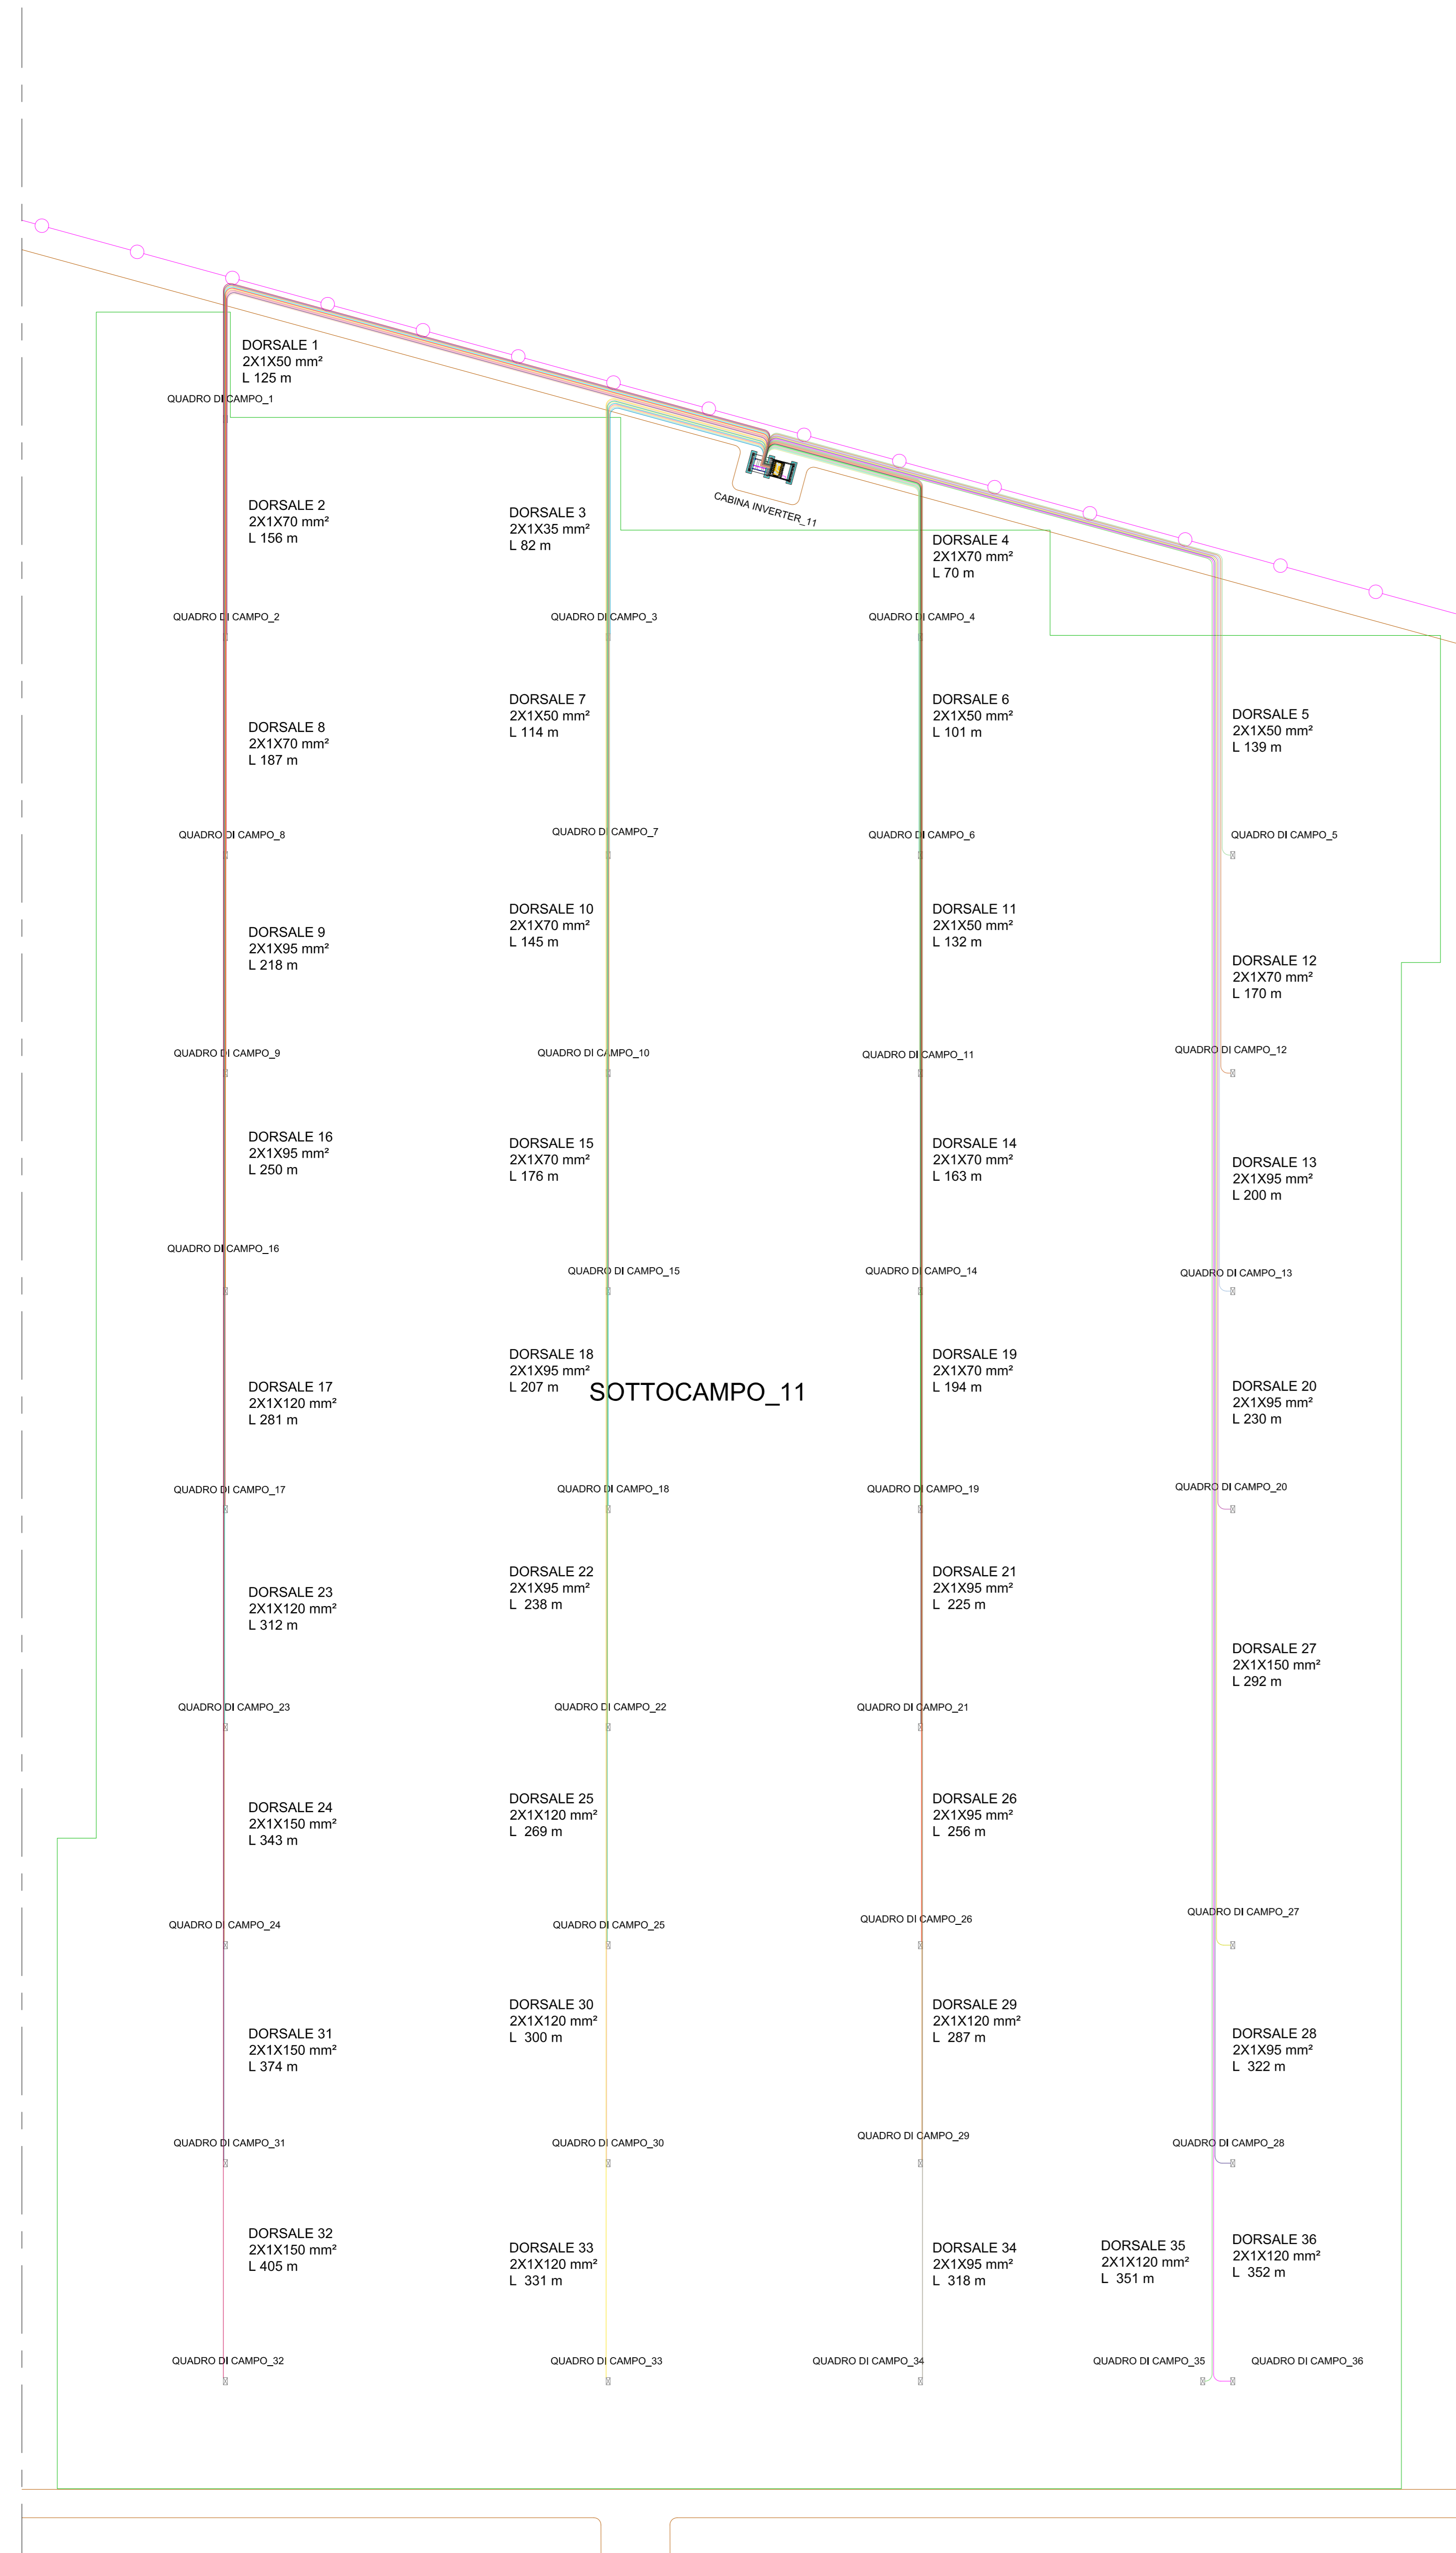 DORSALE 1
2X1X50 mm²
L 125 m
QUADRO DI CAMPO_1
DORSALE 2
2X1X70 mm²
L 156 m
DORSALE 3
2X1X35 mm²
L 82 m
CABINA INVERTER_11
DORSALE 4
2X1X70 mm²
L 70 m
QUADRO DI CAMPO_2
QUADRO DI CAMPO_3
QUADRO DI CAMPO_4
DORSALE 8
2X1X70 mm²
L 187 m
DORSALE 7
2X1X50 mm²
L 114 m
DORSALE 6
2X1X50 mm²
L 101 m
DORSALE 5
2X1X50 mm²
L 139 m
QUADRO DI CAMPO_8
QUADRO DI CAMPO_7
QUADRO DI CAMPO_6
QUADRO DI CAMPO_5
DORSALE 9
2X1X95 mm²
L 218 m
DORSALE 10
2X1X70 mm²
L 145 m
DORSALE 11
2X1X50 mm²
L 132 m
DORSALE 12
2X1X70 mm²
L 170 m
QUADRO DI CAMPO_9
QUADRO DI CAMPO_10
QUADRO DI CAMPO_11
QUADRO DI CAMPO_12
DORSALE 16
2X1X95 mm²
L 250 m
DORSALE 15
2X1X70 mm²
L 176 m
DORSALE 14
2X1X70 mm²
L 163 m
DORSALE 13
2X1X95 mm²
L 200 m
QUADRO DI CAMPO_16
QUADRO DI CAMPO_15
QUADRO DI CAMPO_14
QUADRO DI CAMPO_13
DORSALE 17
2X1X120 mm²
L 281 m
DORSALE 18
2X1X95 mm²
L 207 m
SOTTOCAMPO_11
DORSALE 19
2X1X70 mm²
L 194 m
DORSALE 20
2X1X95 mm²
L 230 m
QUADRO DI CAMPO_17
QUADRO DI CAMPO_18
QUADRO DI CAMPO_19
QUADRO DI CAMPO_20
DORSALE 23
2X1X120 mm²
L 312 m
DORSALE 22
2X1X95 mm²
L 238 m
DORSALE 21
2X1X95 mm²
L 225 m
DORSALE 27
2X1X150 mm²
L 292 m
QUADRO DI CAMPO_23
QUADRO DI CAMPO_22
QUADRO DI CAMPO_21
DORSALE 24
2X1X150 mm²
L 343 m
DORSALE 25
2X1X120 mm²
L 269 m
DORSALE 26
2X1X95 mm²
L 256 m
QUADRO DI CAMPO_24
QUADRO DI CAMPO_25
QUADRO DI CAMPO_26
QUADRO DI CAMPO_27
DORSALE 31
2X1X150 mm²
L 374 m
DORSALE 30
2X1X120 mm²
L 300 m
DORSALE 29
2X1X120 mm²
L 287 m
DORSALE 28
2X1X95 mm²
L 322 m
QUADRO DI CAMPO_31
QUADRO DI CAMPO_30
QUADRO DI CAMPO_29
QUADRO DI CAMPO_28
DORSALE 32
2X1X150 mm²
L 405 m
DORSALE 33
2X1X120 mm²
L 331 m
DORSALE 34
2X1X95 mm²
L 318 m
DORSALE 35
2X1X120 mm²
L 351 m
DORSALE 36
2X1X120 mm²
L 352 m
QUADRO DI CAMPO_32
QUADRO DI CAMPO_33
QUADRO DI CAMPO_34
QUADRO DI CAMPO_35
QUADRO DI CAMPO_36